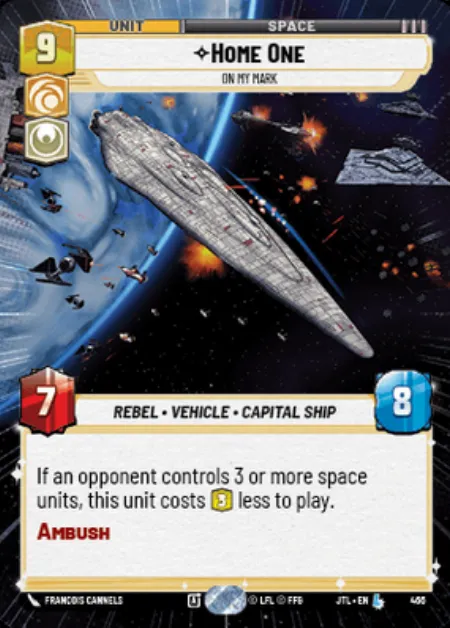 UNIT SPACE
9
✧HOME ONE
ON MY MARK
7
REBEL • VEHICLE • CAPITAL SHIP
8
If an opponent controls 3 or more space
units, this unit costs 3 less to play.
AMBUSH
FRANCOIS CANNELS A © LFL © FFG JTL • EN L 466